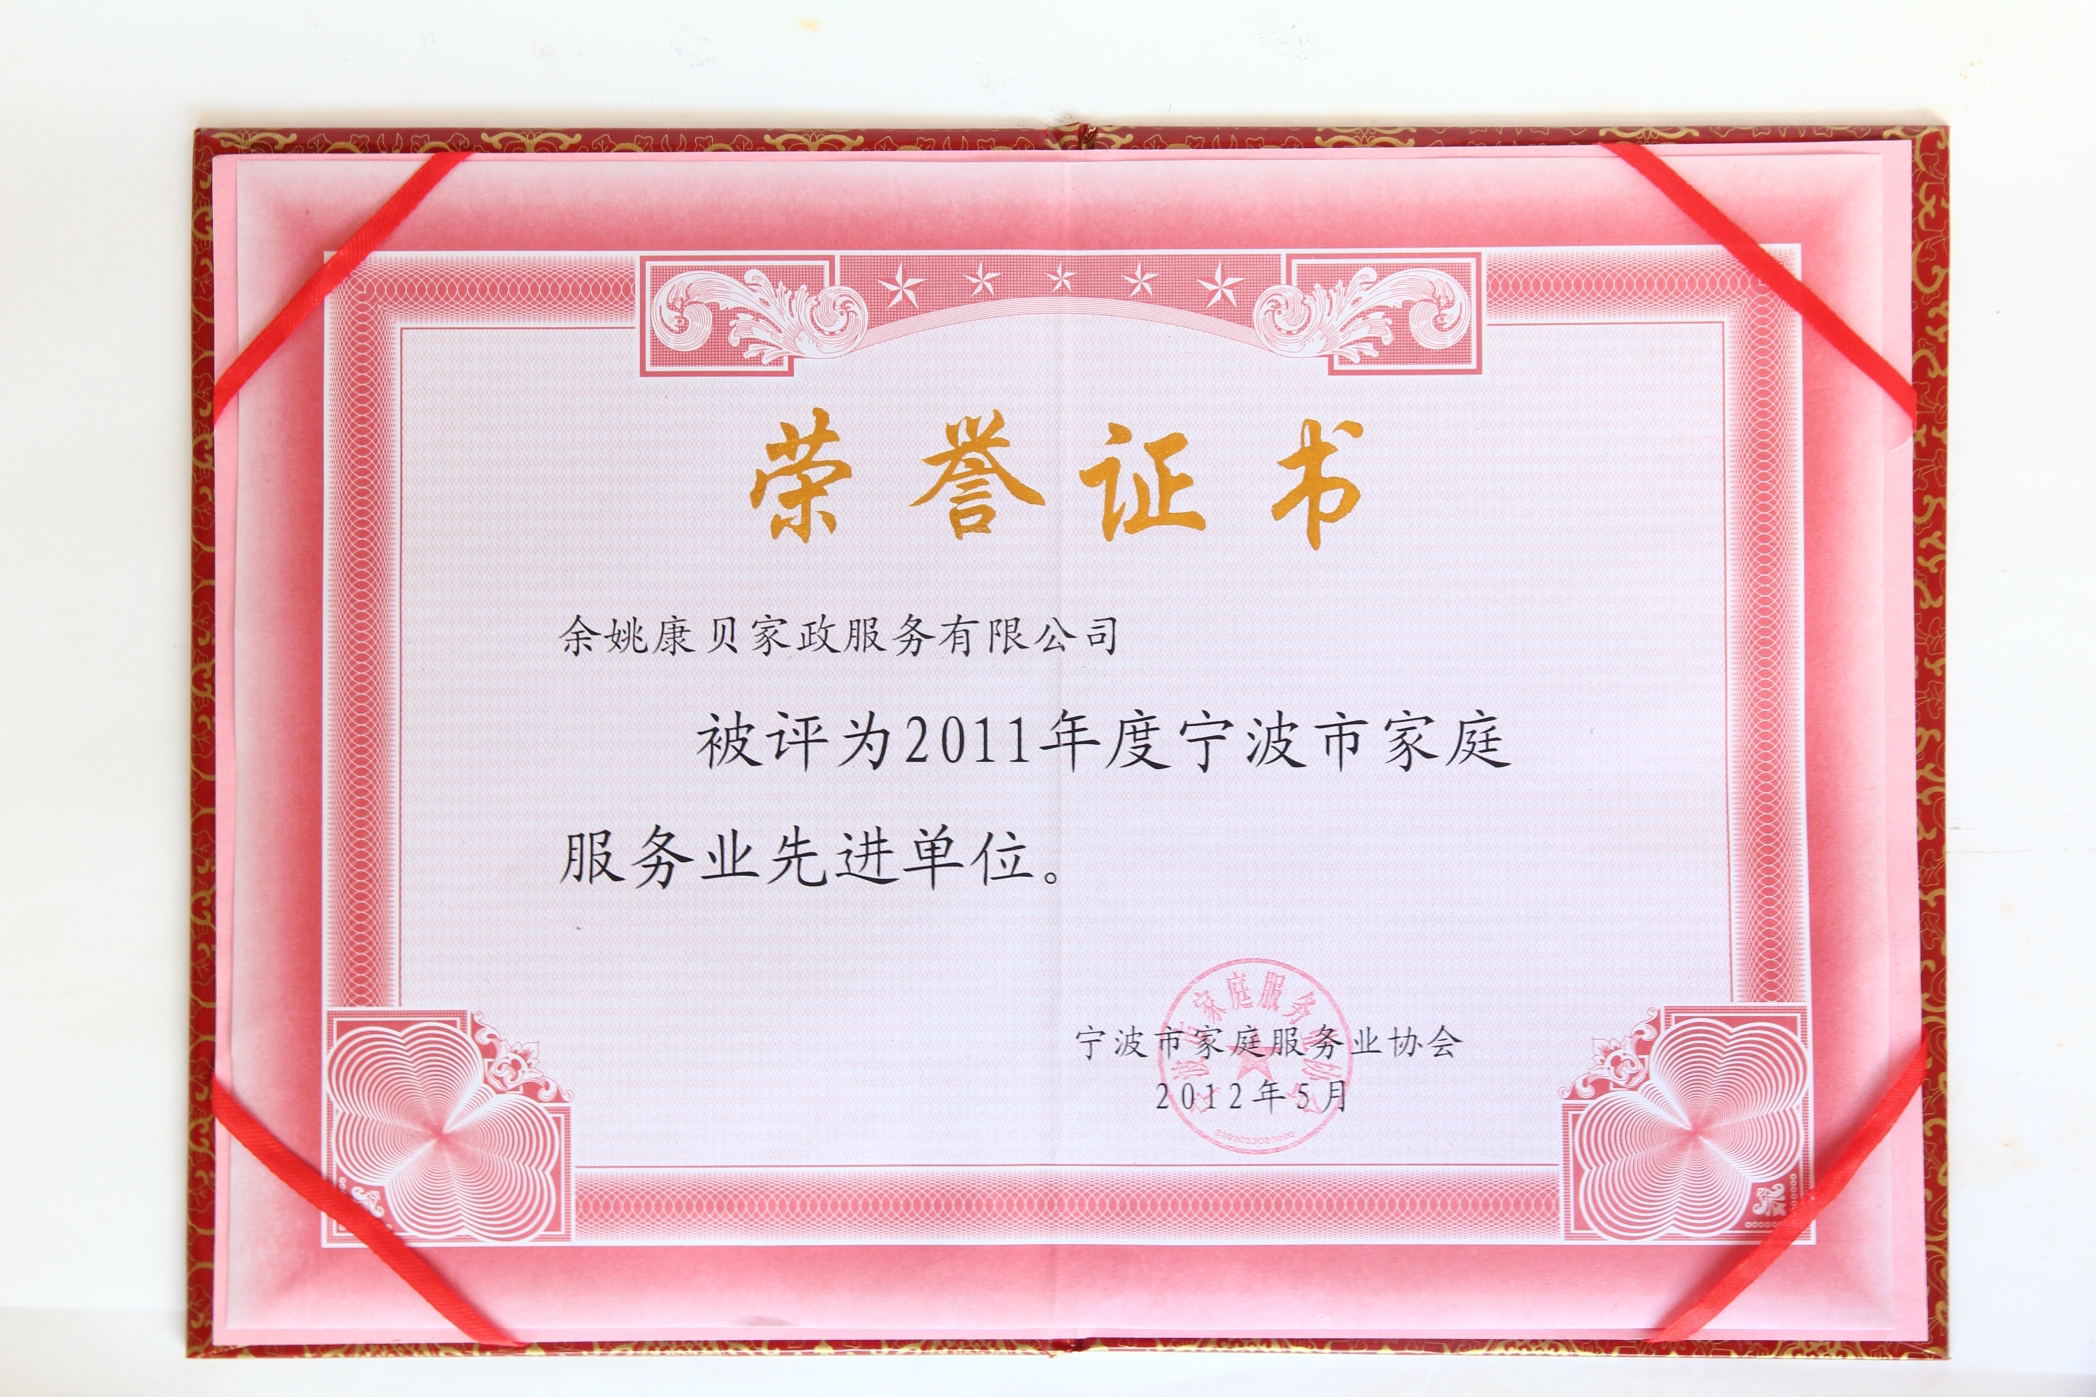 荣誉证书
余姚康贝家政服务有限公司
被评为2011年度宁波市家庭
服务业先进单位。
宁波市家庭服务业协会
2012年5月